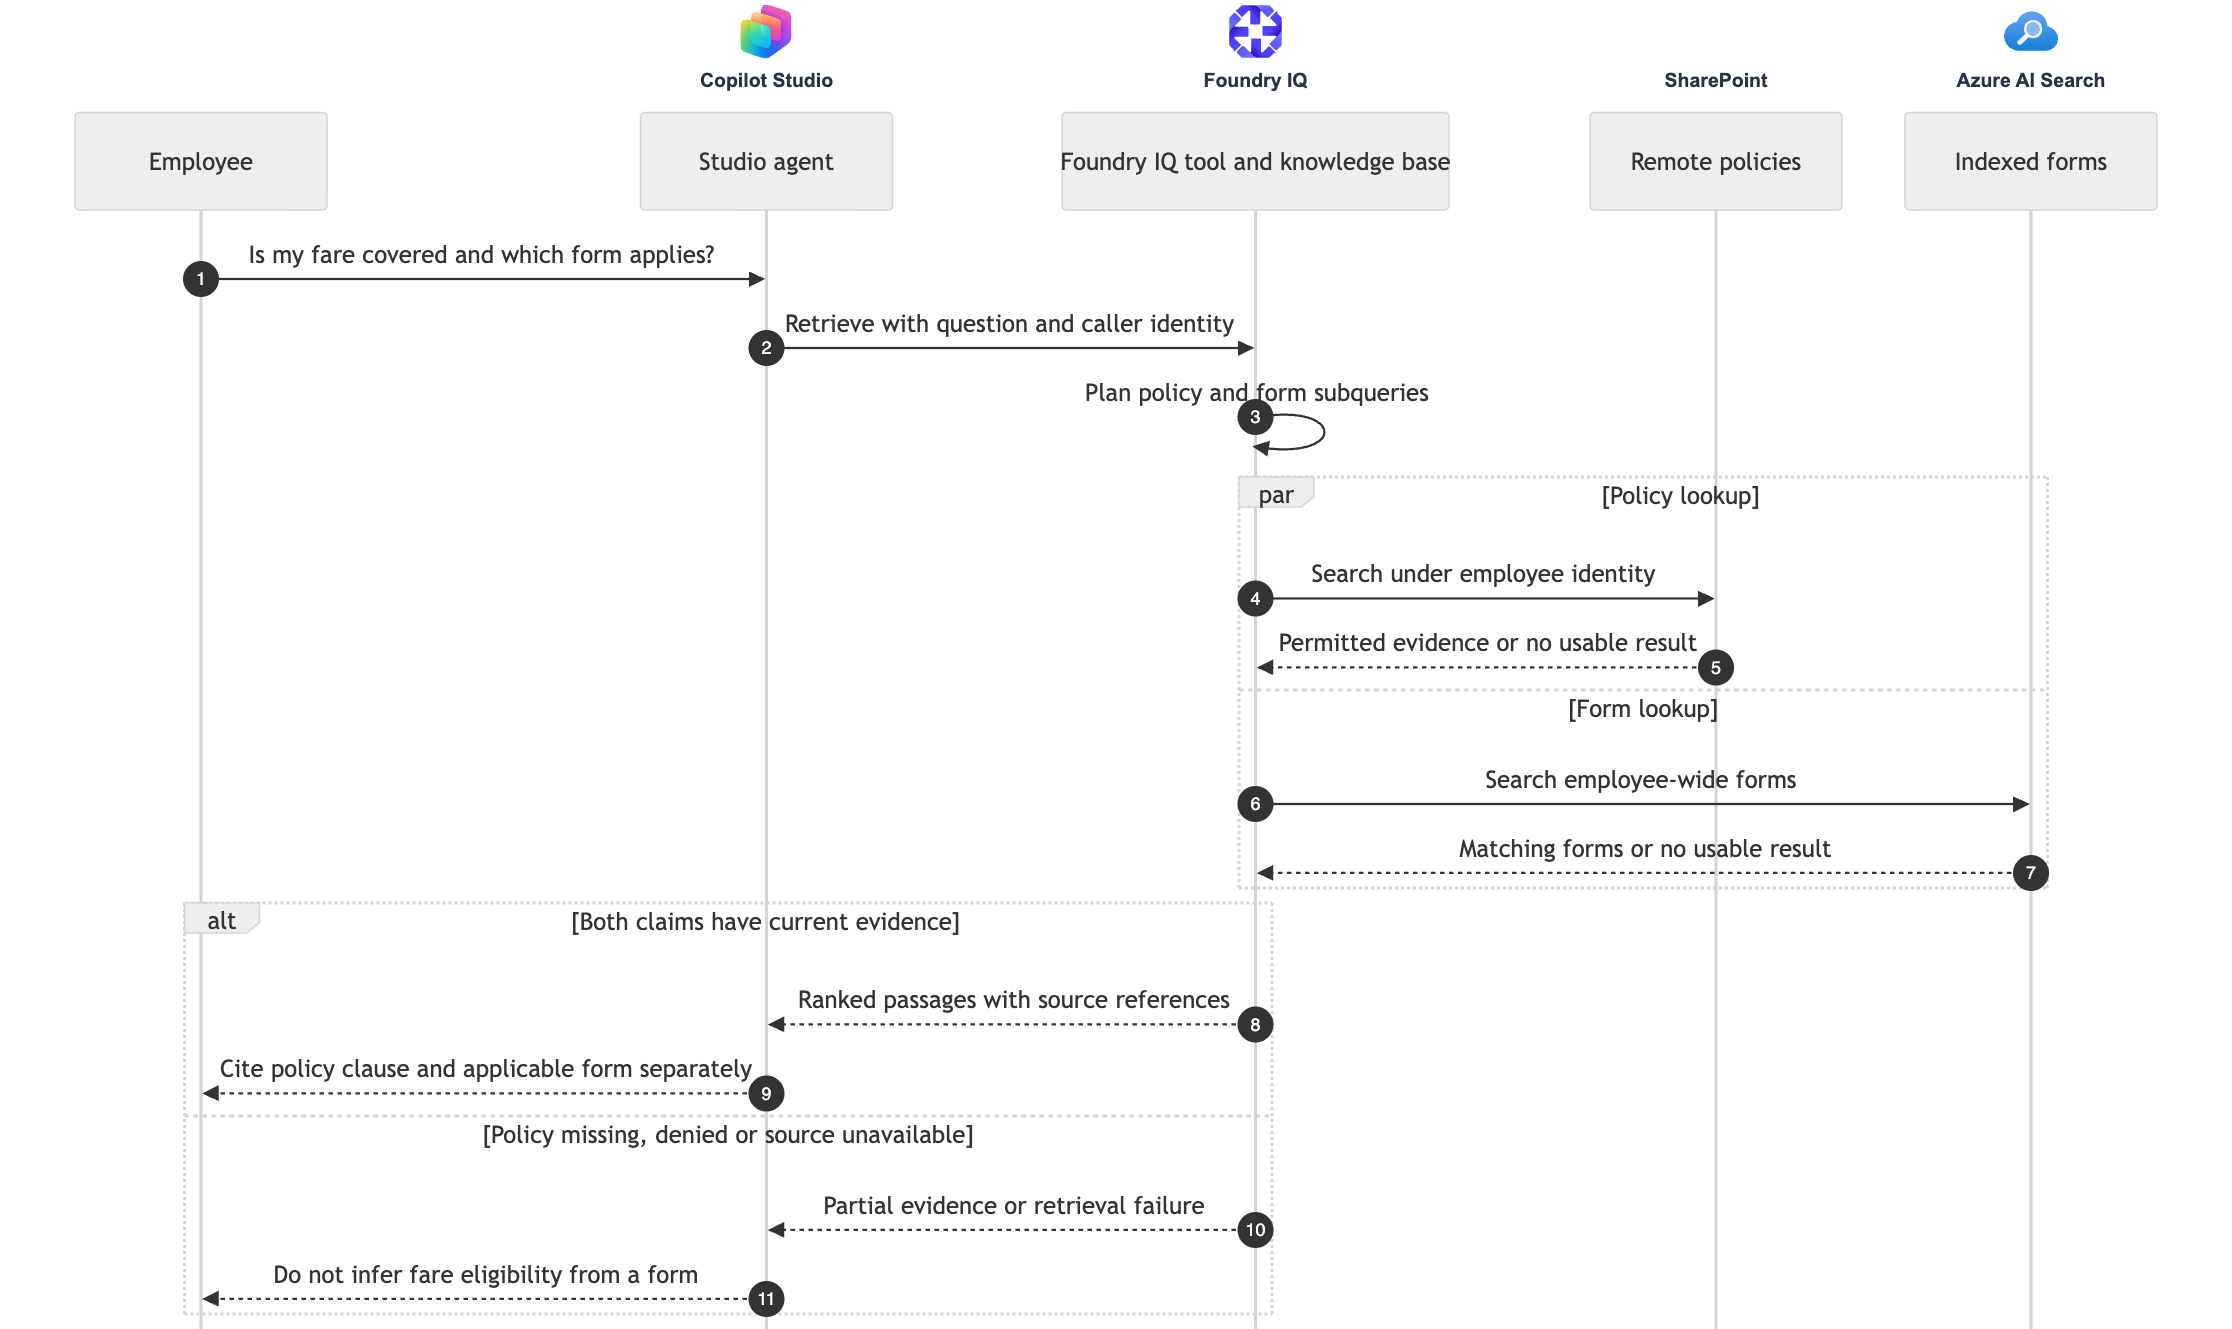 Copilot Studio
Foundry IQ
SharePoint
Azure AI Search
Employee
Studio agent
Foundry IQ tool and knowledge base
Remote policies
Indexed forms
Is my fare covered and which form applies?
1
Retrieve with question and caller identity
2
Plan policy and form subqueries
3
par
[Policy lookup]
Search under employee identity
4
Permitted evidence or no usable result
5
[Form lookup]
Search employee-wide forms
6
Matching forms or no usable result
7
alt
[Both claims have current evidence]
Ranked passages with source references
8
Cite policy clause and applicable form separately
9
[Policy missing, denied or source unavailable]
Partial evidence or retrieval failure
10
Do not infer fare eligibility from a form
11